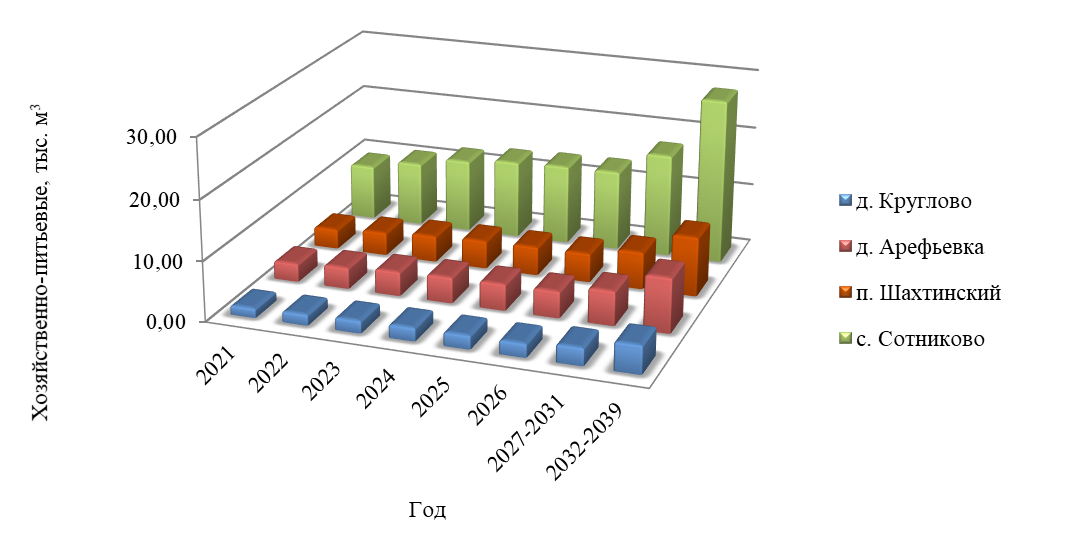 Хозяйственно-питьевые, тыс. м³
30,00
20,00
10,00
0,00
2021
2022
2023
2024
2025
2026
2027-2031
2032-2039
Год
д. Круглово
д. Арефьевка
п. Шахтинский
с. Сотниково